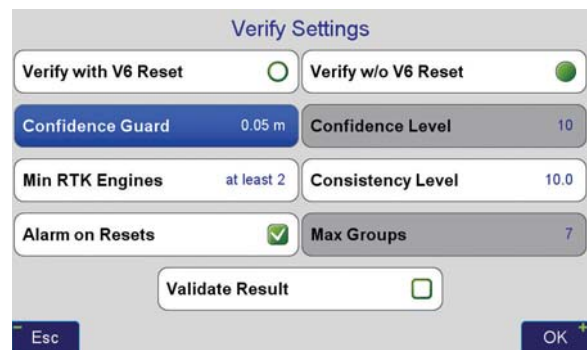 Verify Settings
Verify with V6 Reset
Verify w/o V6 Reset
Confidence Guard 0.05 m
Confidence Level 10
Min RTK Engines at least 2
Consistency Level 10.0
Alarm on Resets
Max Groups 7
Validate Result
- Esc
OK +